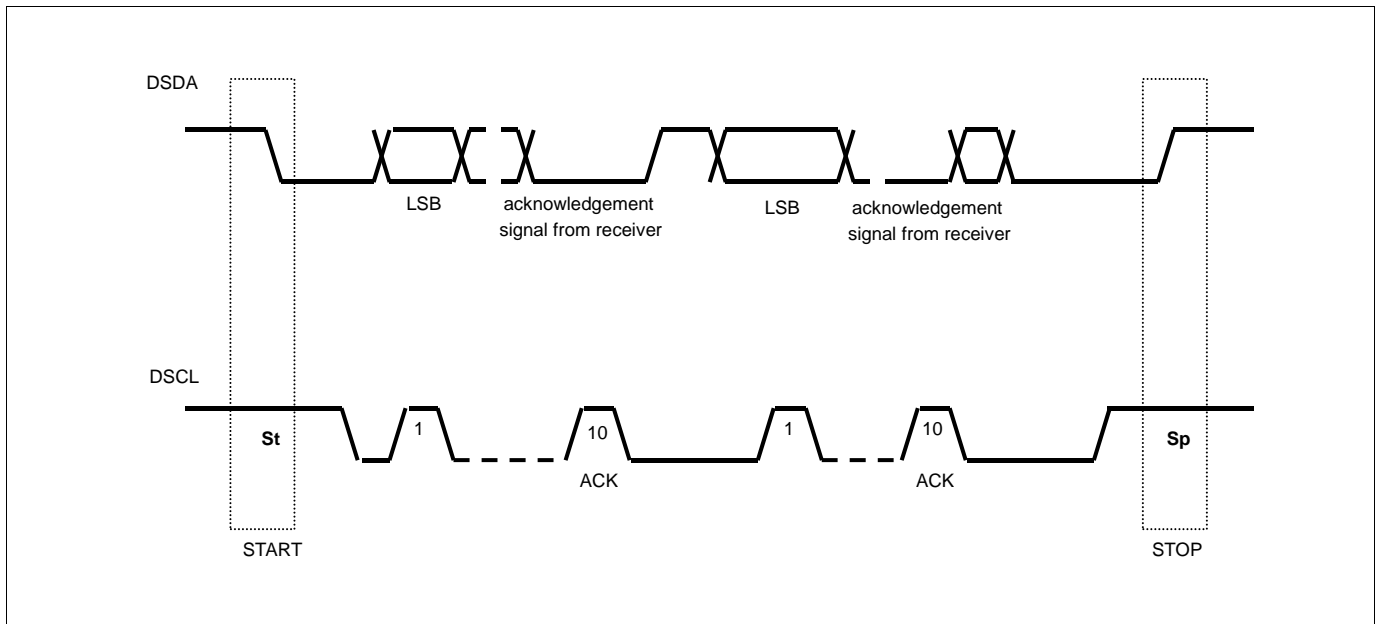 DSDA
LSB
acknowledgement
signal from receiver
LSB
acknowledgement
signal from receiver
DSCL
St
1
10
1
10
Sp
ACK
ACK
START
STOP